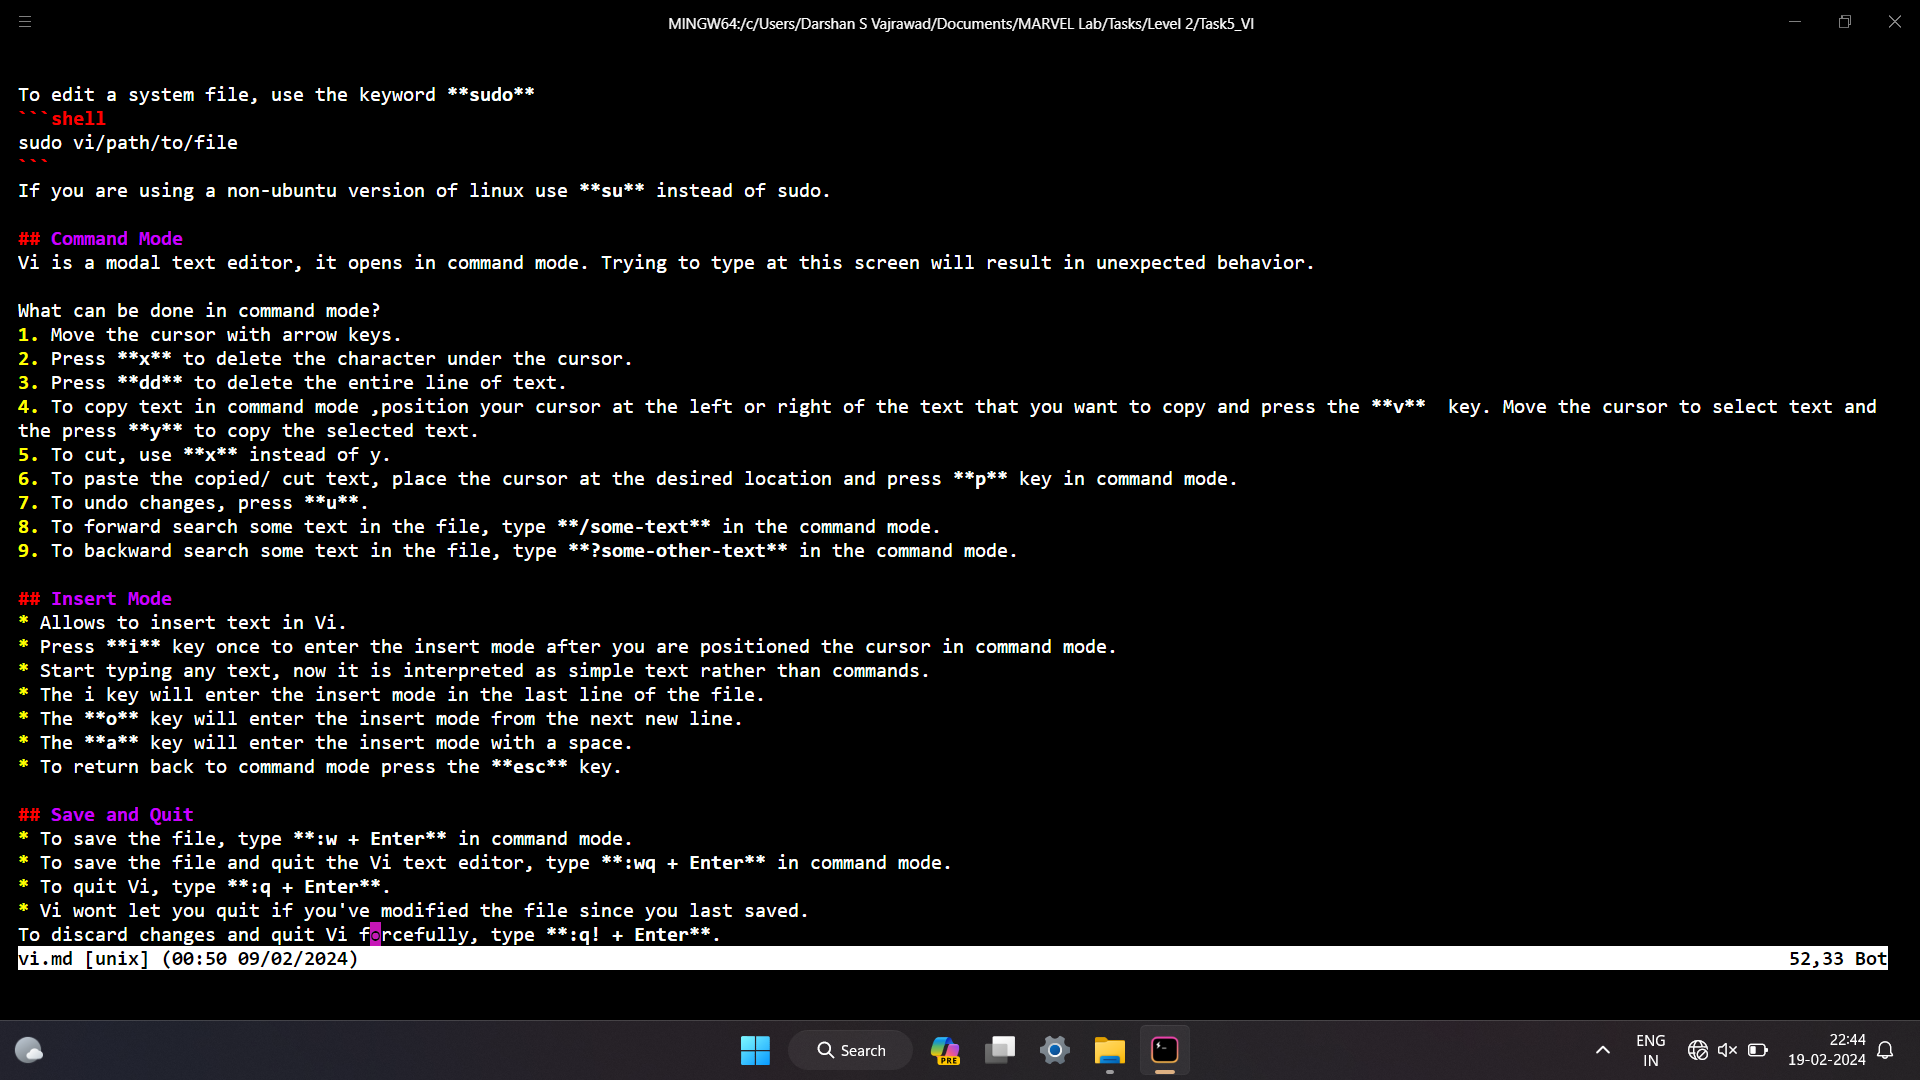 MINGW64:/c/Users/Darshan S Vajrawad/Documents/MARVEL Lab/Tasks/Level 2/Task5_VI
To edit a system file, use the keyword **sudo**
```shell
sudo vi/path/to/file
```
If you are using a non-ubuntu version of linux use **su** instead of sudo.
## Command Mode
Vi is a modal text editor, it opens in command mode. Trying to type at this screen will result in unexpected behavior.
What can be done in command mode?
1. Move the cursor with arrow keys.
2. Press **x** to delete the character under the cursor.
3. Press **dd** to delete the entire line of text.
4. To copy text in command mode ,position your cursor at the left or right of the text that you want to copy and press the **v**  key. Move the cursor to select text and
the press **y** to copy the selected text.
5. To cut, use **x** instead of y.
6. To paste the copied/ cut text, place the cursor at the desired location and press **p** key in command mode.
7. To undo changes, press **u**.
8. To forward search some text in the file, type **/some-text** in the command mode.
9. To backward search some text in the file, type **?some-other-text** in the command mode.
## Insert Mode
* Allows to insert text in Vi.
* Press **i** key once to enter the insert mode after you are positioned the cursor in command mode.
* Start typing any text, now it is interpreted as simple text rather than commands.
* The i key will enter the insert mode in the last line of the file.
* The **o** key will enter the insert mode from the next new line.
* The **a** key will enter the insert mode with a space.
* To return back to command mode press the **esc** key.
## Save and Quit
* To save the file, type **:w + Enter** in command mode.
* To save the file and quit the Vi text editor, type **:wq + Enter** in command mode.
* To quit Vi, type **:q + Enter**.
* Vi wont let you quit if you've modified the file since you last saved.
To discard changes and quit Vi forcefully, type **:q! + Enter**.
vi.md [unix] (00:50 09/02/2024) 52,33 Bot
Search
PRE
ENG
IN
22:44
19-02-2024